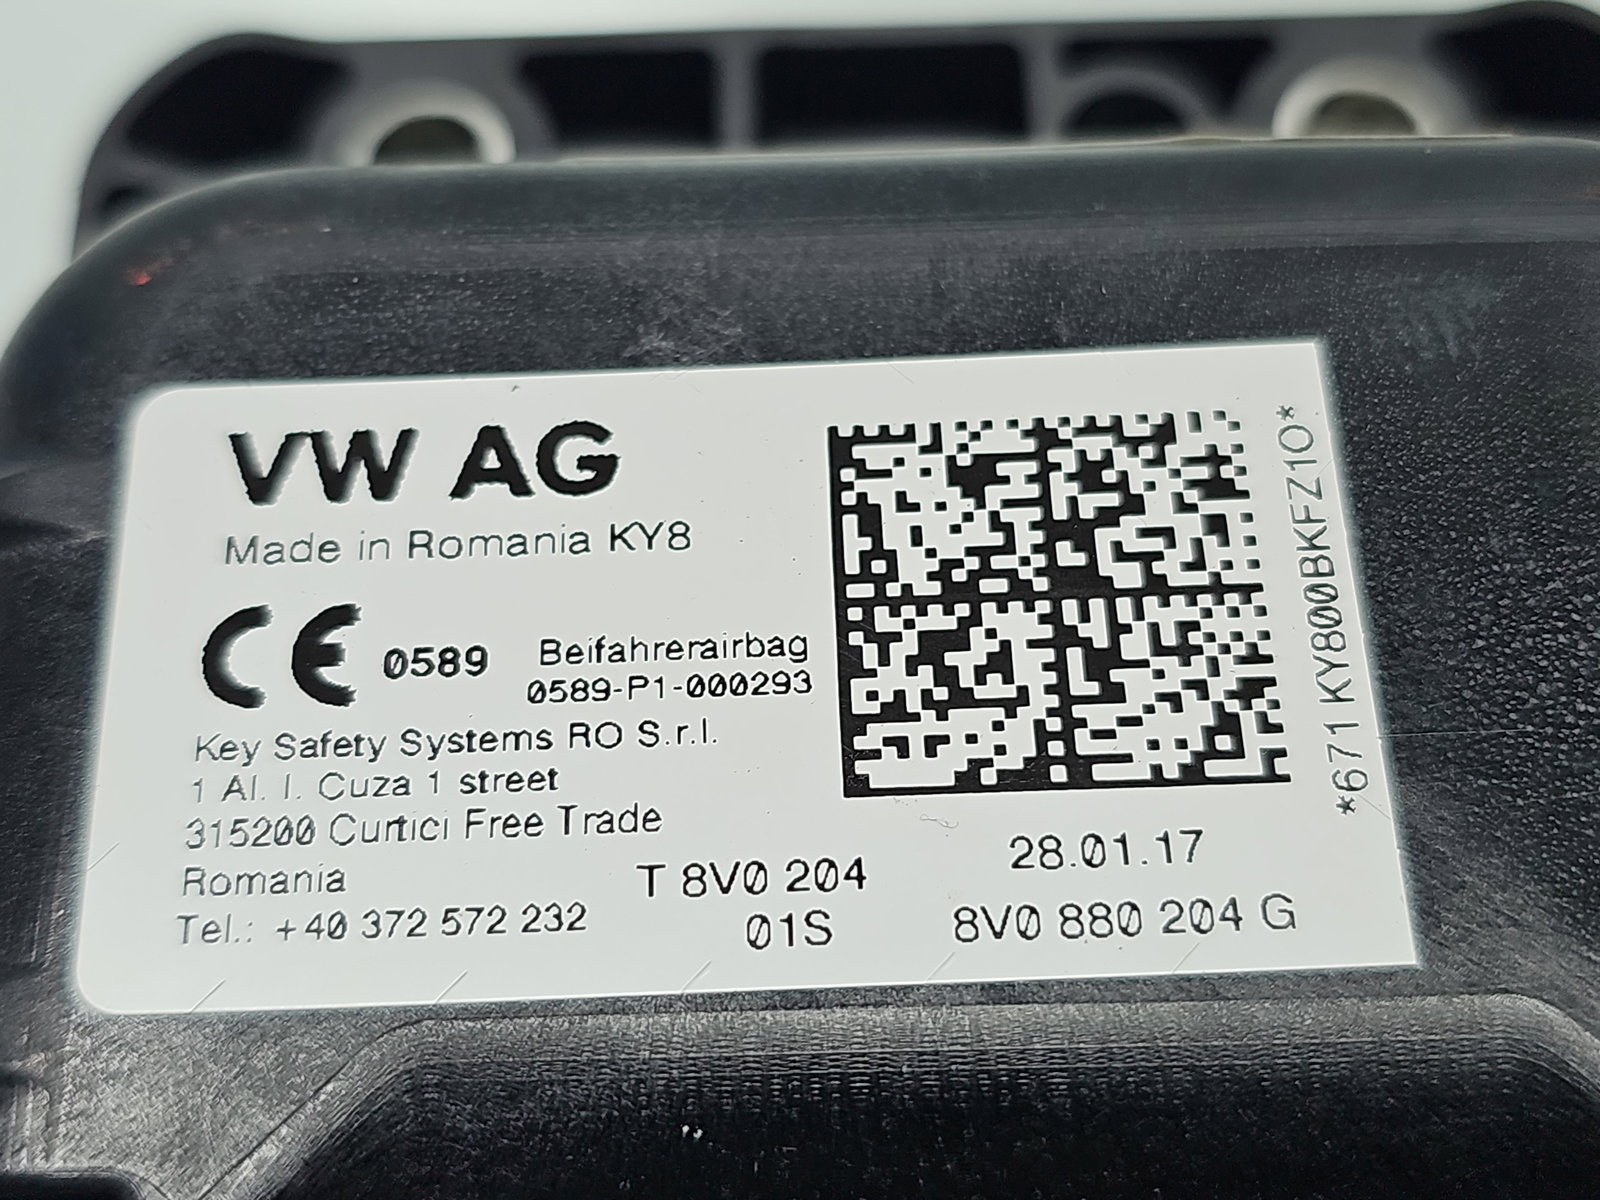 VW AG
Made in Romania KY8
CE 0589
Beifahrerairbag
0589-P1-000293
Key Safety Systems RO S.r.l.
1 Al. I. Cuza 1 street
315200 Curtici Free Trade
Romania
Tel.: +40 372 572 232
T 8V0 204
01S
28.01.17
8V0 880 204 G
*671 KY800BKFZ10*